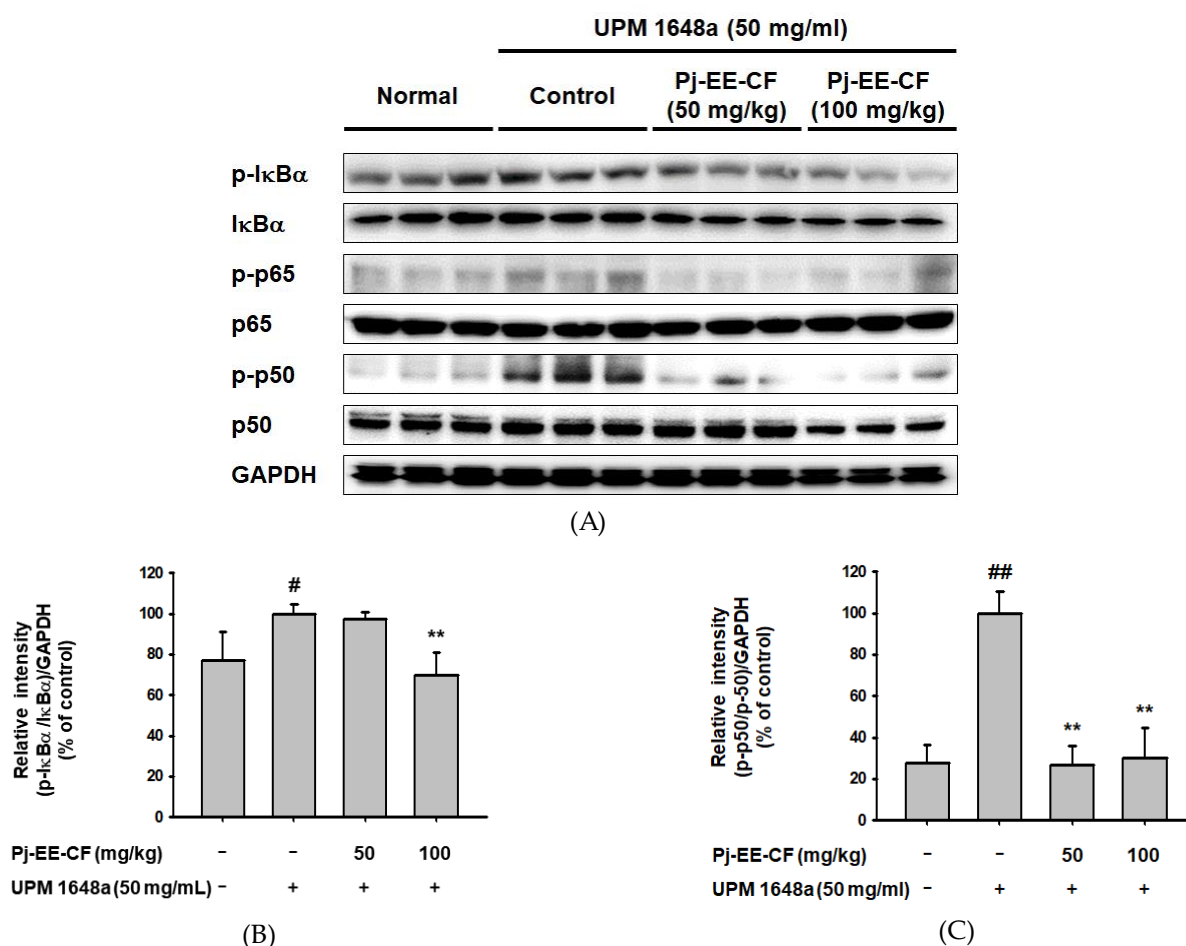 UPM 1648a (50 mg/ml)
Normal Control Pj-EE-CF (50 mg/kg) Pj-EE-CF (100 mg/kg)
p-IκBα
IκBα
p-p65
p65
p-p50
p50
GAPDH
(A)
Relative intensity
(p-IκBα /IκBα)/GAPDH
(% of control)
120
100
80
60
40
20
0
#
**
Pj-EE-CF (mg/kg) – – 50 100
UPM 1648a (50 mg/mL) – + + +
(B)
Relative intensity
(p-p50/p-50)/GAPDH
(% of control)
120
100
80
60
40
20
0
##
**
**
Pj-EE-CF (mg/kg) – – 50 100
UPM 1648a (50 mg/ml) – + + +
(C)